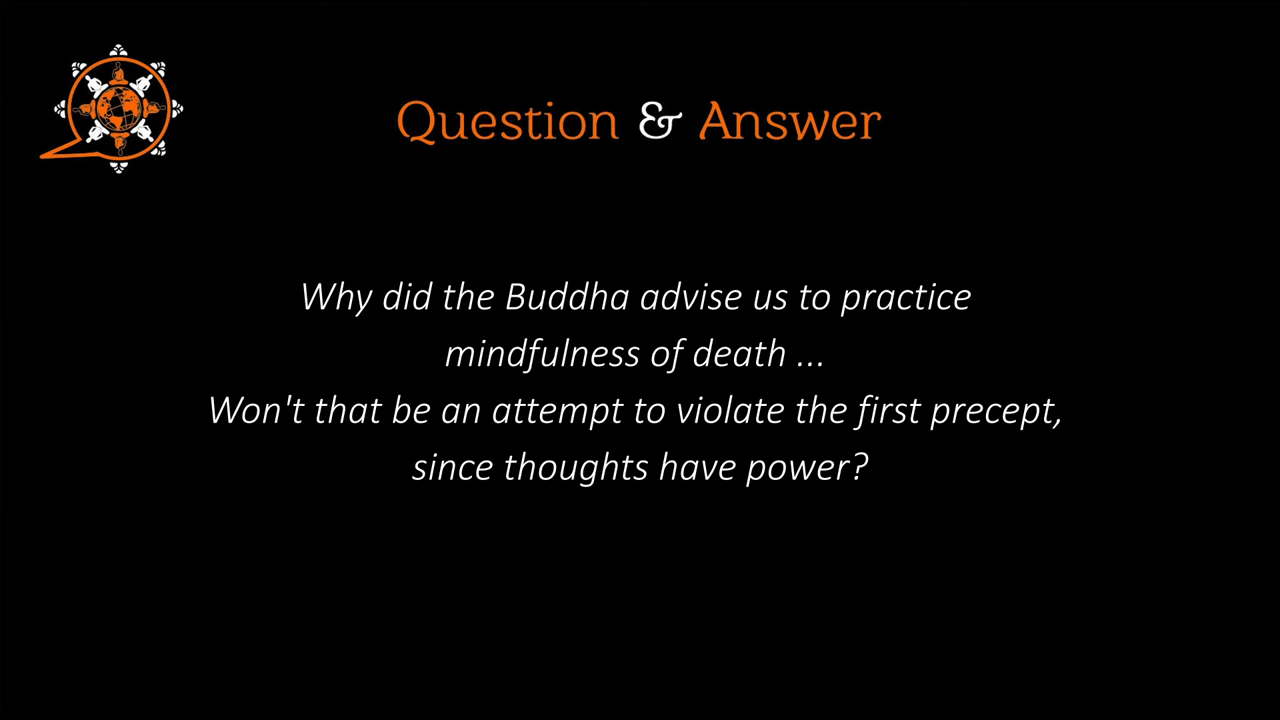 Question & Answer
Why did the Buddha advise us to practice
mindfulness of death ...
Won't that be an attempt to violate the first precept,
since thoughts have power?